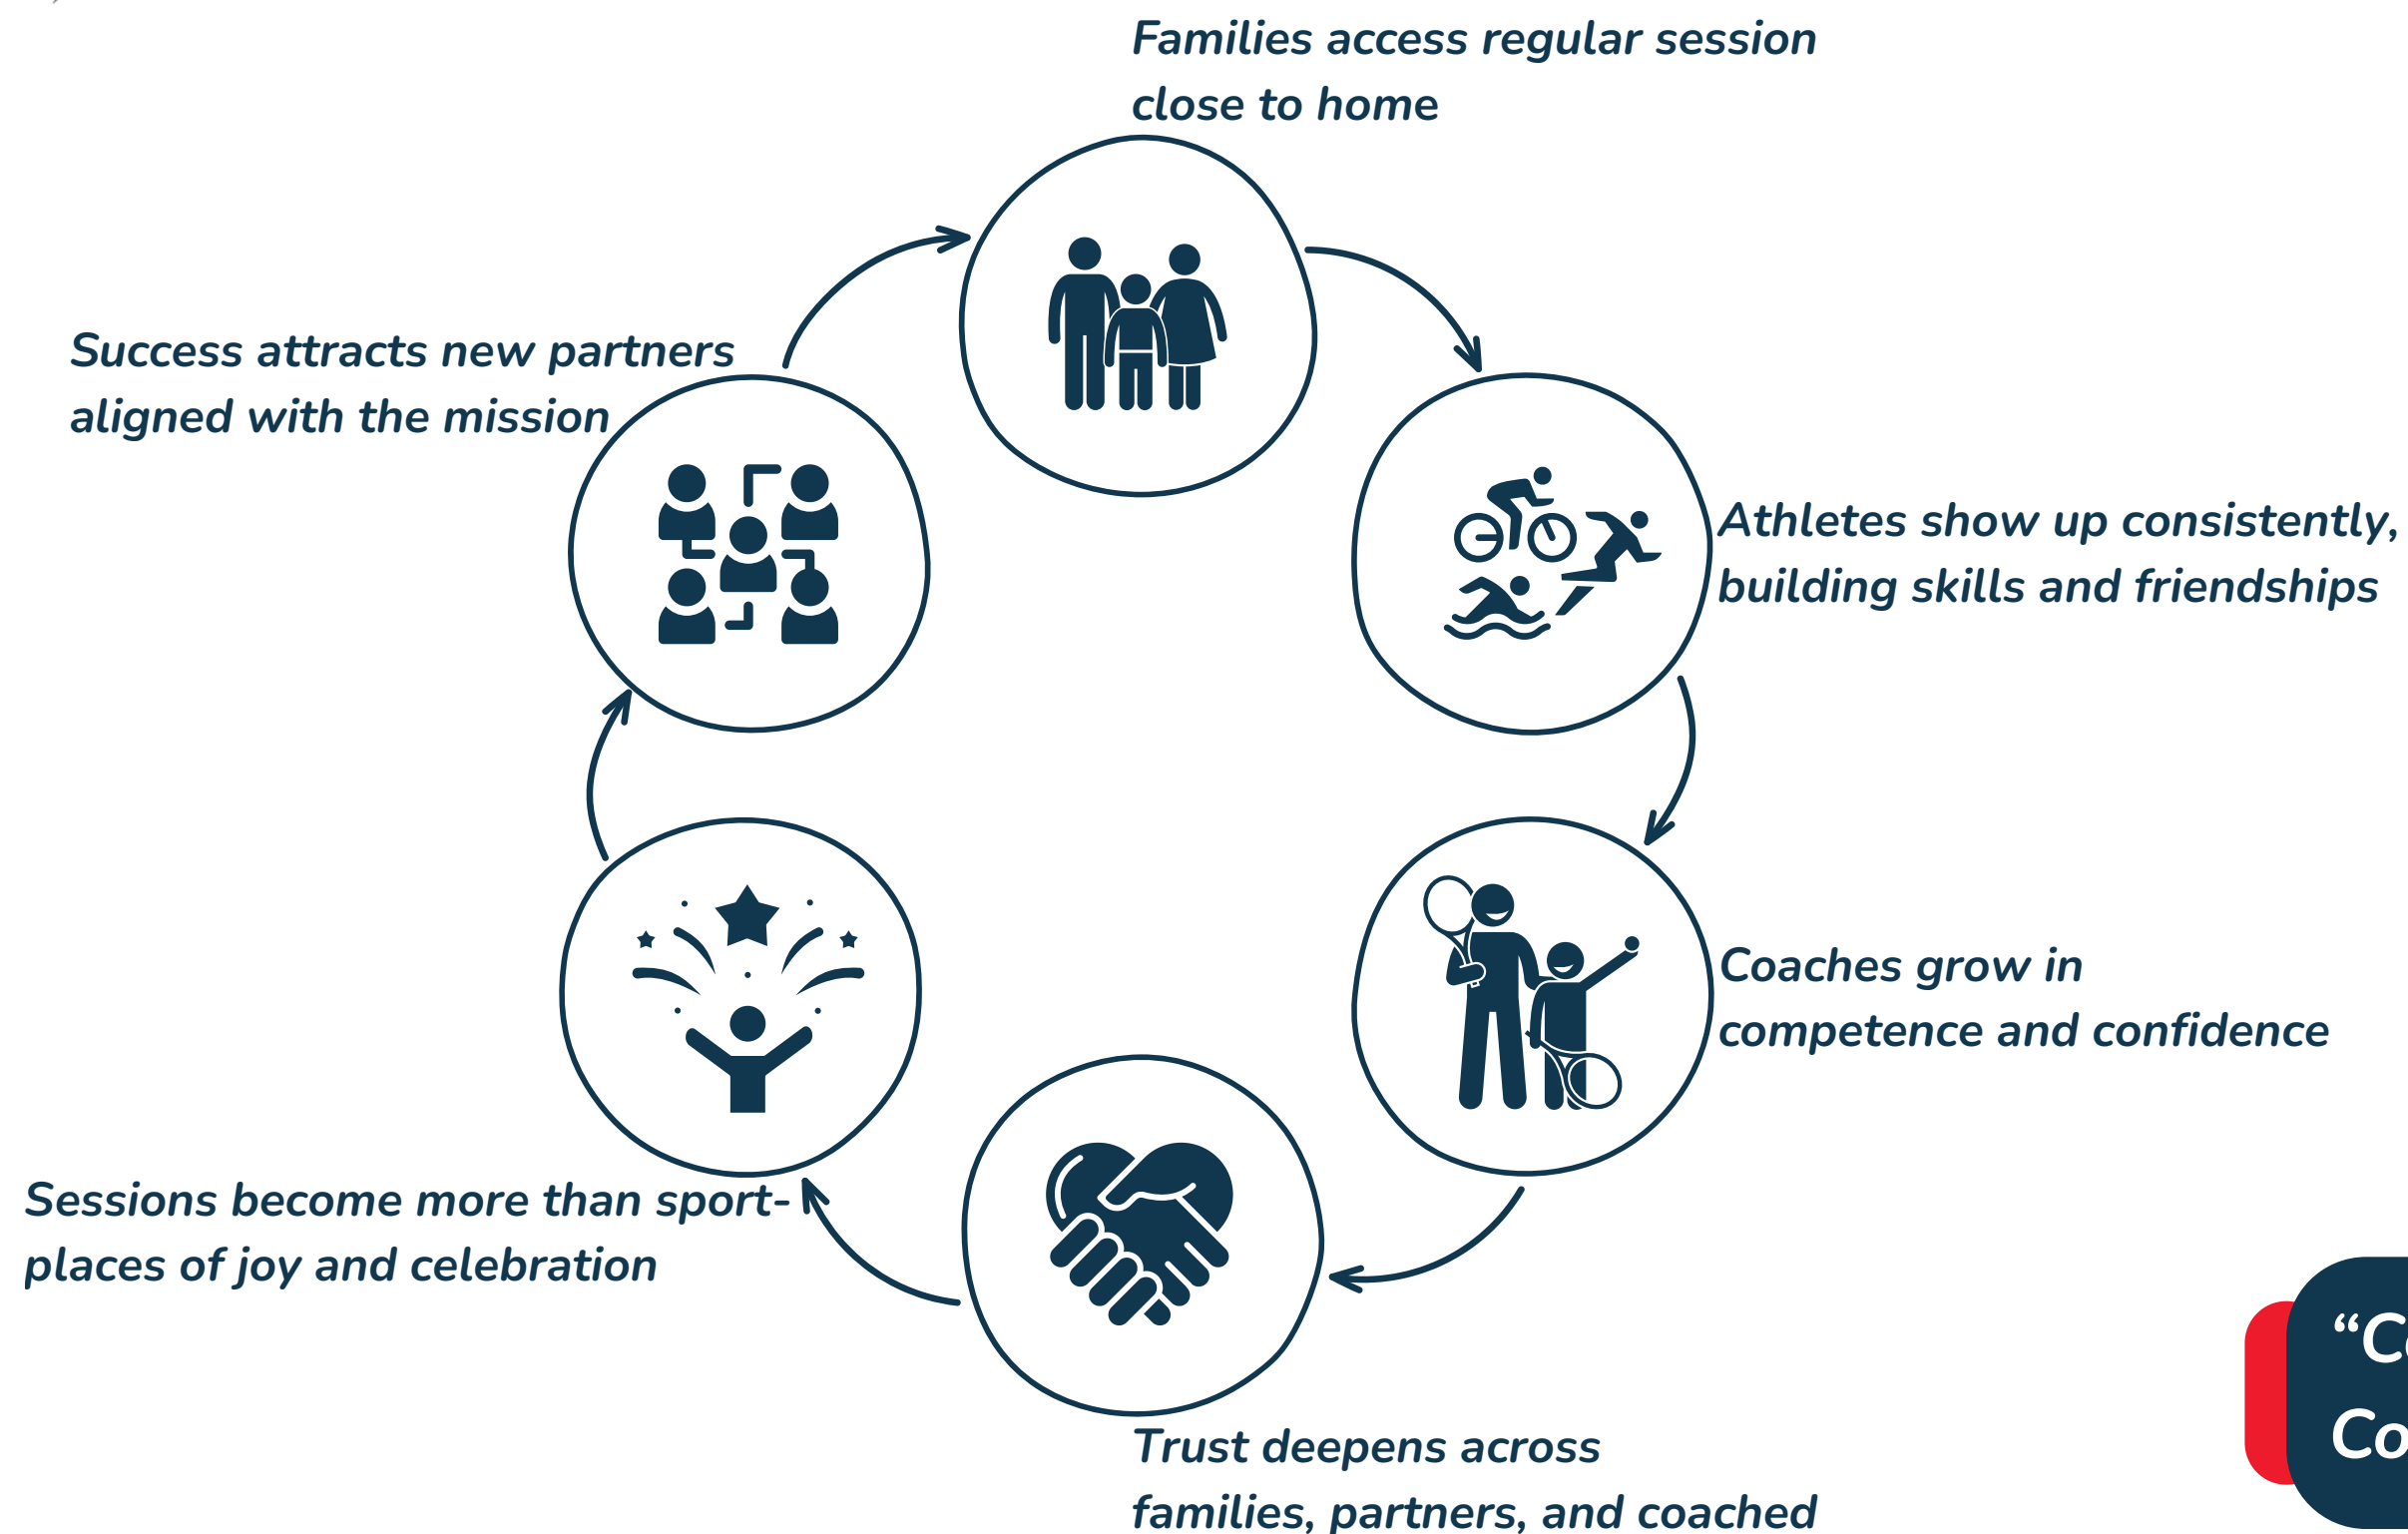 Families access regular session
close to home
Success attracts new partners
aligned with the mission
Athletes show up consistently,
building skills and friendships
Coaches grow in
competence and confidence
Sessions become more than sport-
places of joy and celebration
Trust deepens across
families, partners, and coached